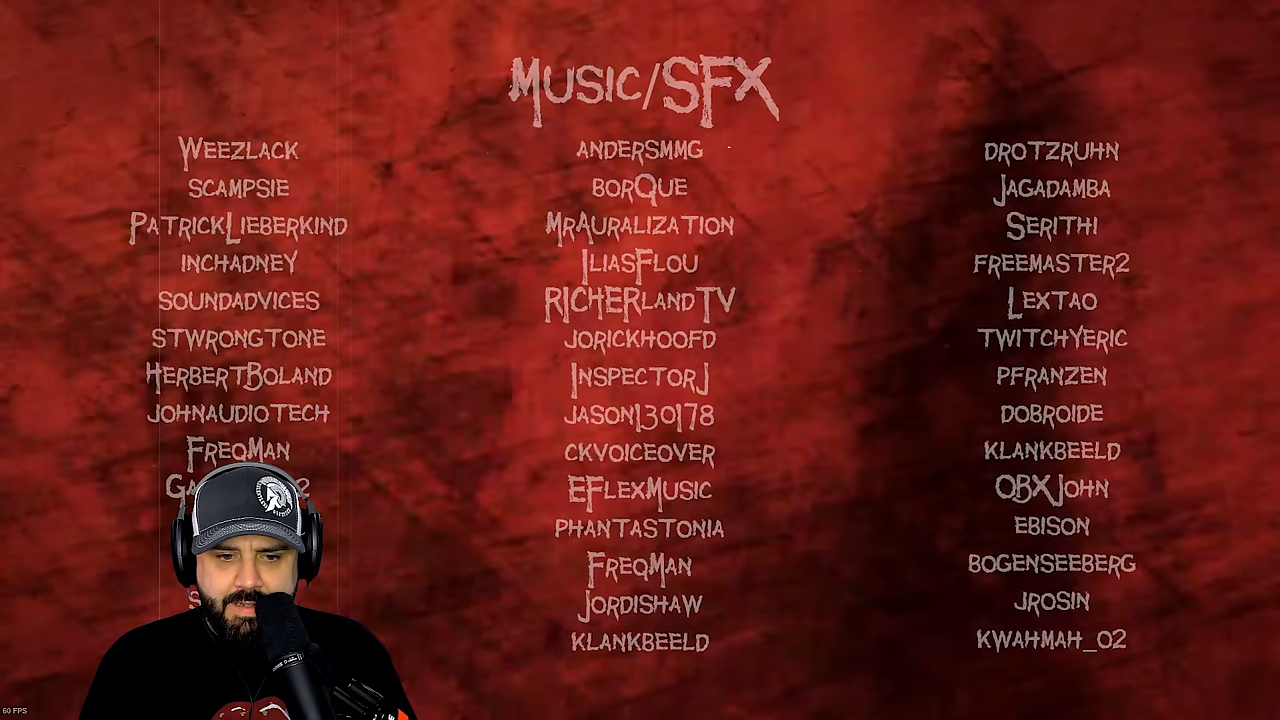 Music/SFX
Weezlack
scampsie
PatrickLieberkind
inchadney
soundadvices
stwrongtone
HerbertBoland
johnaudiotech
FreqMan
andersmmg
borQue
MrAuralization
IliasFlou
RICHERlandTV
jorickhoofd
InspectorJ
jason130178
ckvoiceover
EFlexMusic
phantastonia
FreqMan
Jordishaw
klankbeeld
drotzruhn
Jagadamba
Serithi
freemaster2
Lextao
twitchyeric
pfranzen
dobroide
klankbeeld
OBXJohn
ebison
bogenseeberg
jrosin
kwahmah_02
60 FPS